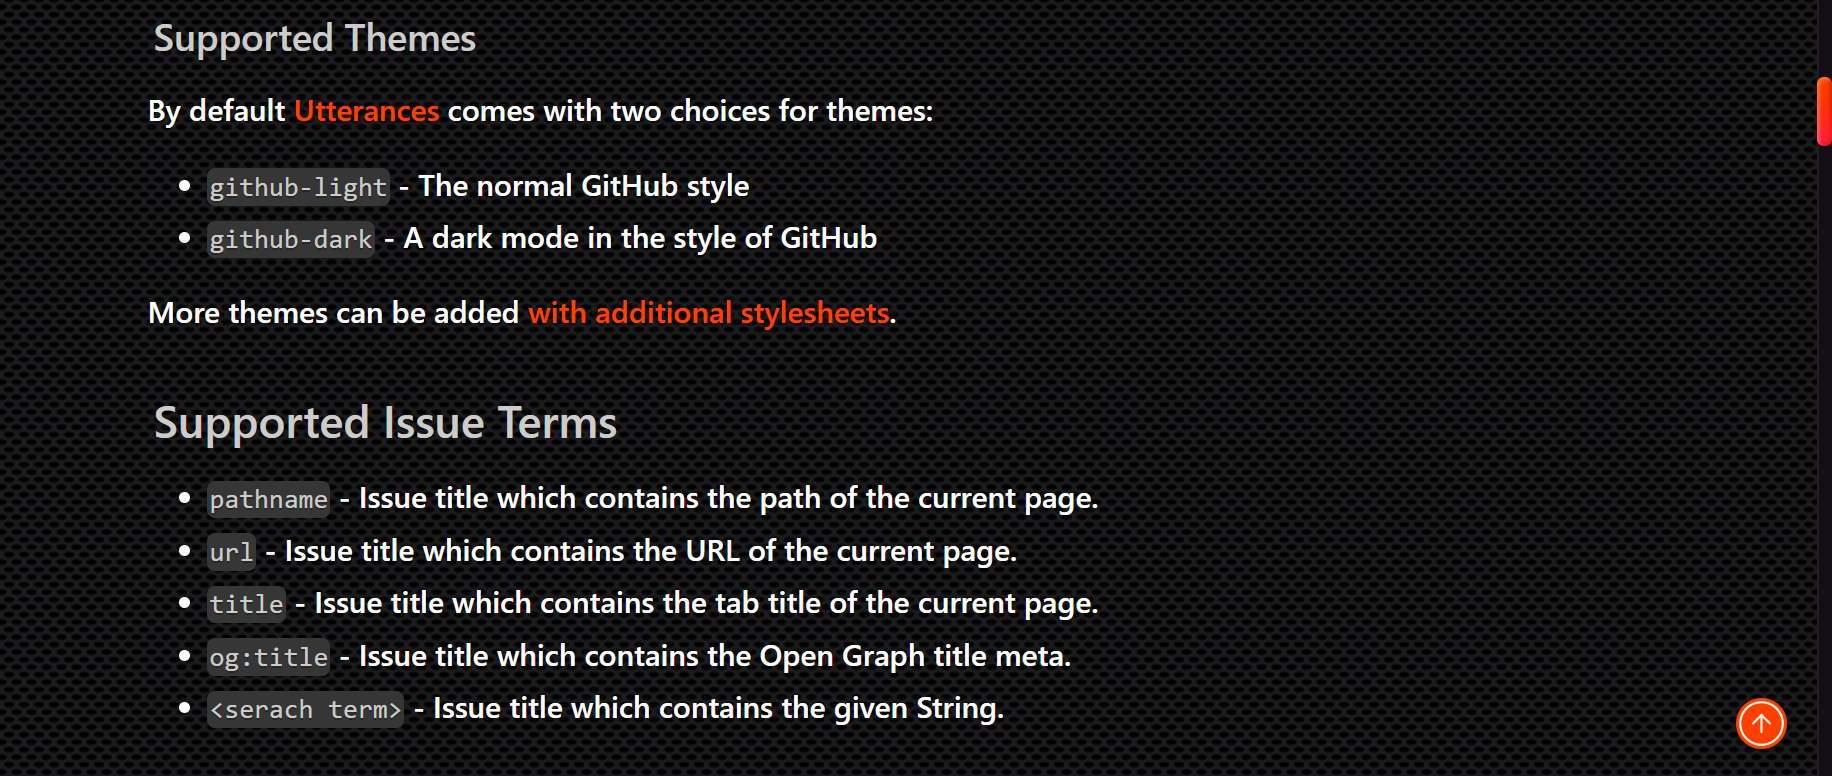 Supported Themes
By default Utterances comes with two choices for themes:
github-light - The normal GitHub style
github-dark - A dark mode in the style of GitHub
More themes can be added with additional stylesheets.
Supported Issue Terms
pathname - Issue title which contains the path of the current page.
url - Issue title which contains the URL of the current page.
title - Issue title which contains the tab title of the current page.
og:title - Issue title which contains the Open Graph title meta.
<serach term> - Issue title which contains the given String.